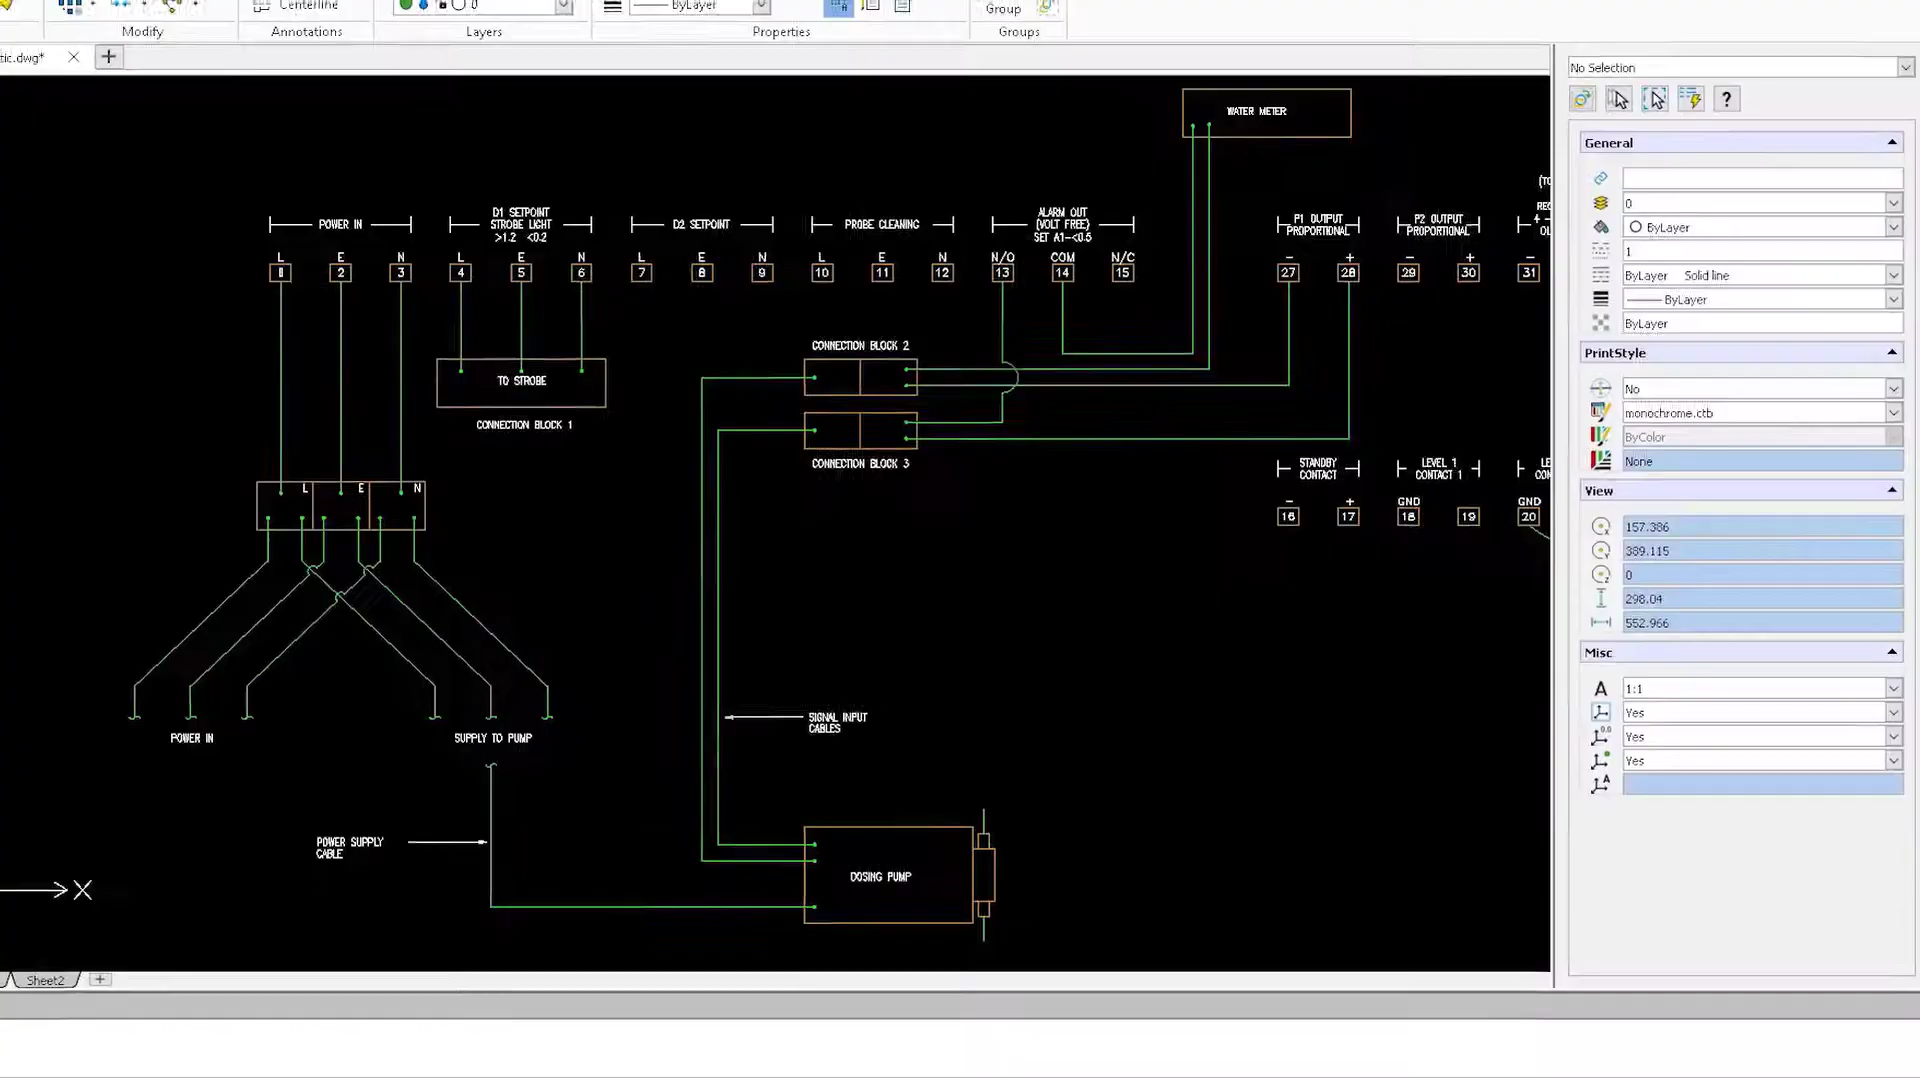 Centerline
0
ByLayer
Group
Modify
Annotations
Layers
Properties
Groups
tic.dwg*
No Selection
General
0
ByLayer
1
ByLayer Solid line
ByLayer
ByLayer
PrintStyle
No
monochrome.ctb
ByColor
None
View
157.386
389.115
0
298.04
552.966
Misc
1:1
Yes
Yes
Yes
WATER METER
POWER IN
D1 SETPOINT
STROBE LIGHT
>1.2 <0.2
D2 SETPOINT
PROBE CLEANING
ALARM OUT
(VOLT FREE)
SET A1-<0.5
P1 OUTPUT
PROPORTIONAL
P2 OUTPUT
PROPORTIONAL
(TO
L E N L E N L E N L E N N/O COM N/C - + - + -
1 2 3 4 5 6 7 8 9 10 11 12 13 14 15 27 28 29 30 31
CONNECTION BLOCK 2
TO STROBE
CONNECTION BLOCK 1
CONNECTION BLOCK 3
STANDBY
CONTACT
LEVEL 1
CONTACT 1
- + GND GND
16 17 18 19 20
L E N
POWER IN
SUPPLY TO PUMP
SIGNAL INPUT
CABLES
POWER SUPPLY
CABLE
DOSING PUMP
X
Sheet2